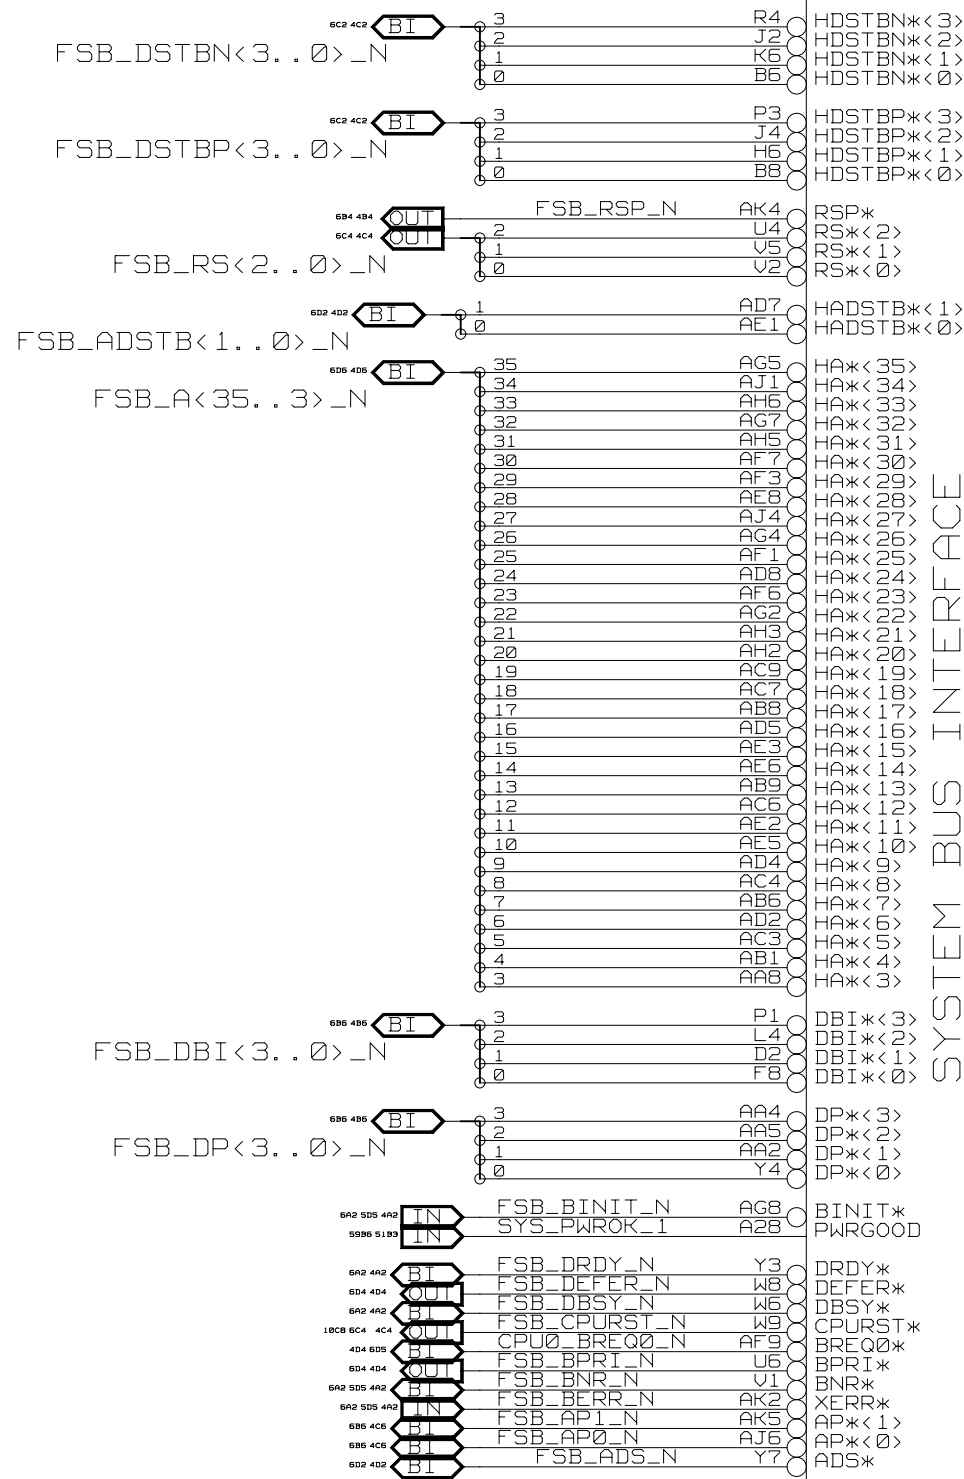 6C2 4C2 BI 3 R4 HDSTBN*<3>
2 J2 HDSTBN*<2>
FSB_DSTBN<3..0>_N 1 K6 HDSTBN*<1>
0 B6 HDSTBN*<0>
6C2 4C2 BI 3 P3 HDSTBP*<3>
2 J4 HDSTBP*<2>
FSB_DSTBP<3..0>_N 1 H6 HDSTBP*<1>
0 B8 HDSTBP*<0>
6B4 4B4 OUT FSB_RSP_N AK4 RSP*
6C4 4C4 OUT 2 U4 RS*<2>
1 V5 RS*<1>
FSB_RS<2..0>_N 0 V2 RS*<0>
6D2 4D2 BI 1 AD7 HADSTB*<1>
0 AE1 HADSTB*<0>
FSB_ADSTB<1..0>_N
6D6 4D6 BI 35 AG5 HA*<35>
34 AJ1 HA*<34>
FSB_A<35..3>_N 33 AH6 HA*<33>
32 AG7 HA*<32>
31 AH5 HA*<31>
30 AF7 HA*<30>
29 AF3 HA*<29>
28 AE8 HA*<28>
27 AJ4 HA*<27>
26 AG4 HA*<26>
25 AF1 HA*<25>
24 AD8 HA*<24>
23 AF6 HA*<23>
22 AG2 HA*<22>
21 AH3 HA*<21>
20 AH2 HA*<20>
19 AC9 HA*<19>
18 AC7 HA*<18>
17 AB8 HA*<17>
16 AD5 HA*<16>
15 AE3 HA*<15>
14 AE6 HA*<14>
13 AB9 HA*<13>
12 AC6 HA*<12>
11 AE2 HA*<11>
10 AE5 HA*<10>
9 AD4 HA*<9>
8 AC4 HA*<8>
7 AB6 HA*<7>
6 AD2 HA*<6>
5 AC3 HA*<5>
4 AB1 HA*<4>
3 AA8 HA*<3>
SYSTEM BUS INTERFACE
6B6 4B6 BI 3 P1 DBI*<3>
2 L4 DBI*<2>
FSB_DBI<3..0>_N 1 D2 DBI*<1>
0 F8 DBI*<0>
6B6 4B6 BI 3 AA4 DP*<3>
2 AA5 DP*<2>
FSB_DP<3..0>_N 1 AA2 DP*<1>
0 Y4 DP*<0>
6A2 5D5 4A2 IN FSB_BINIT_N AG8 BINIT*
59B6 51B3 IN SYS_PWROK_1 A28 PWRGOOD
6A2 4A2 BI FSB_DRDY_N Y3 DRDY*
6D4 4D4 OUT FSB_DEFER_N W8 DEFER*
6A2 4A2 BI FSB_DBSY_N W6 DBSY*
10C8 6C4 4C4 OUT FSB_CPURST_N W9 CPURST*
4D4 6D5 BI CPU0_BREQ0_N AF9 BREQ0*
6D4 4D4 OUT FSB_BPRI_N U6 BPRI*
6A2 5D5 4A2 BI FSB_BNR_N V1 BNR*
6A2 5D5 4A2 IN FSB_BERR_N AK2 XERR*
6B6 4C6 BI FSB_AP1_N AK5 AP*<1>
6B6 4C6 BI FSB_AP0_N AJ6 AP*<0>
6D2 4D2 BI FSB_ADS_N Y7 ADS*